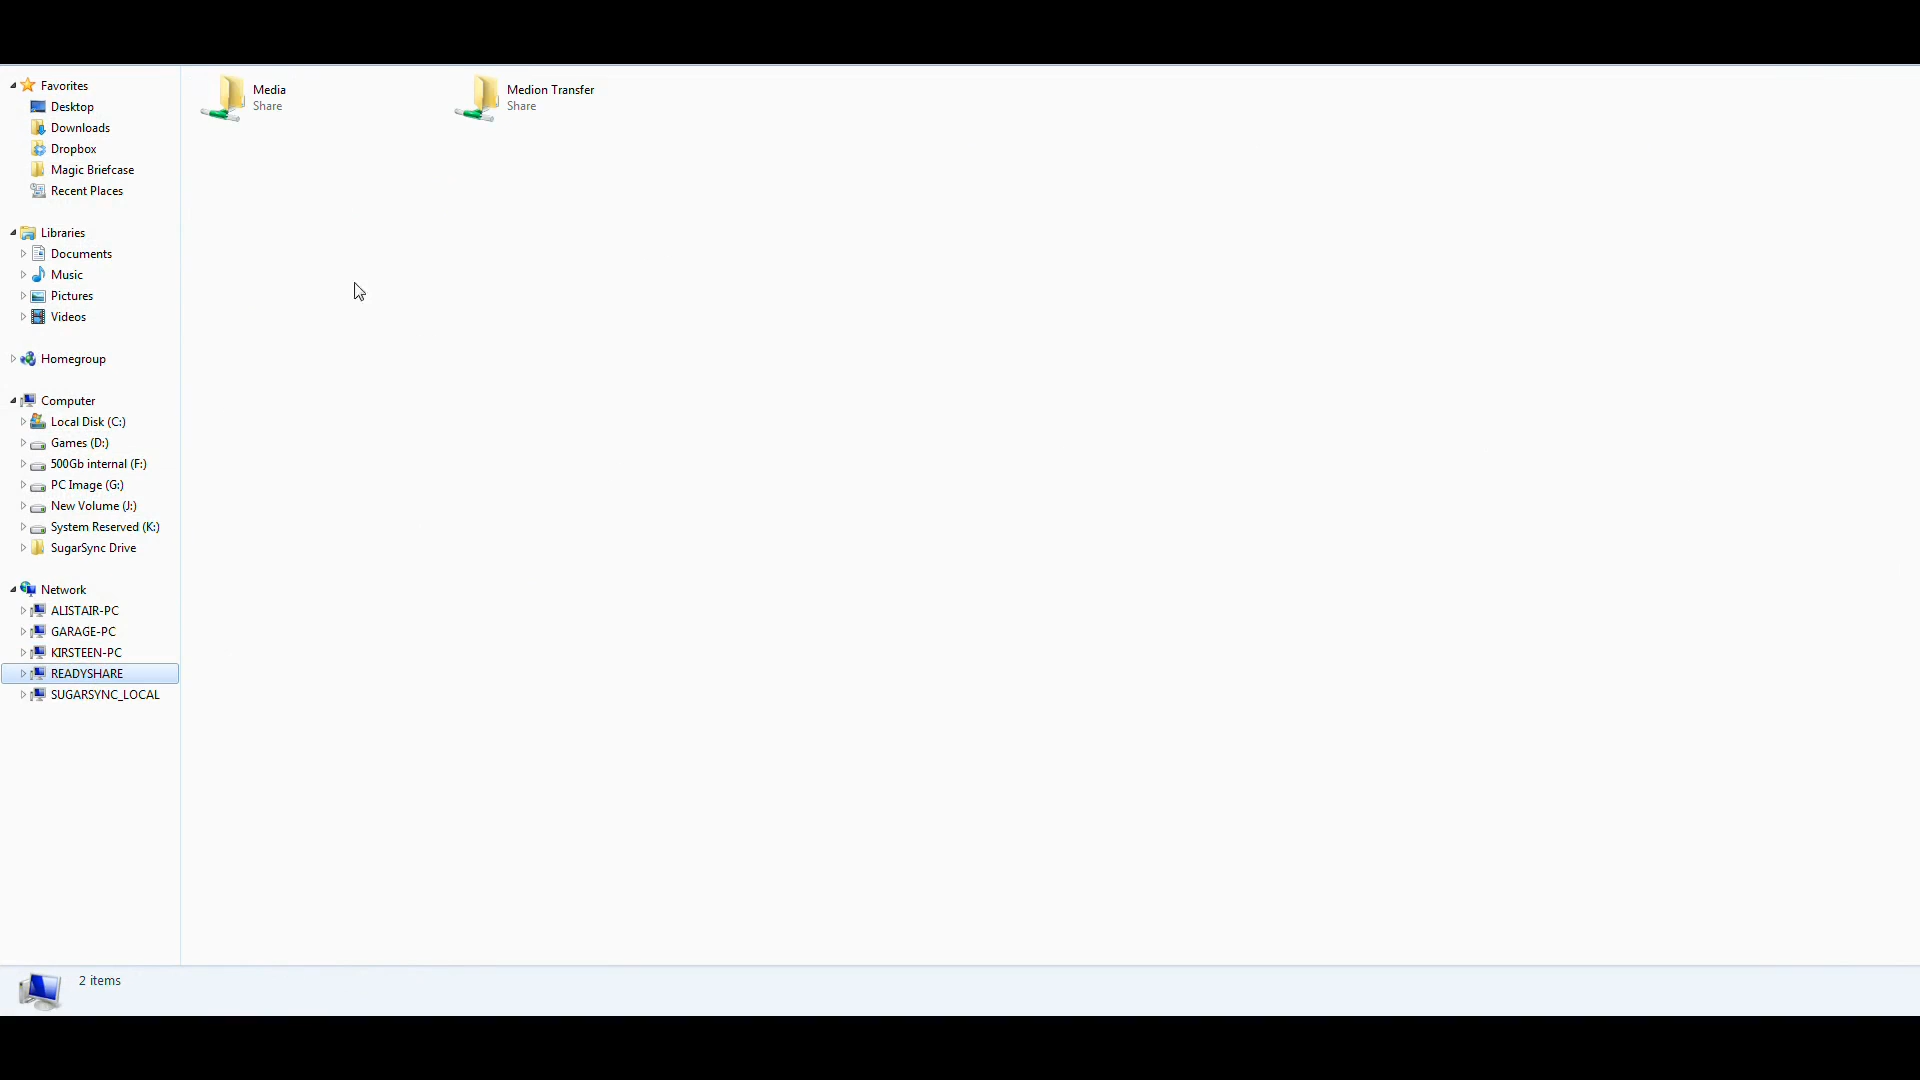 Favorites
Desktop
Downloads
Dropbox
Magic Briefcase
Recent Places
Libraries
Documents
Music
Pictures
Videos
Homegroup
Computer
Local Disk (C:)
Games (D:)
500Gb internal (F:)
PC Image (G:)
New Volume (J:)
System Reserved (K:)
SugarSync Drive
Network
ALISTAIR-PC
GARAGE-PC
KIRSTEEN-PC
READYSHARE
SUGARSYNC_LOCAL
Media
Share
Medion Transfer
Share
2 items